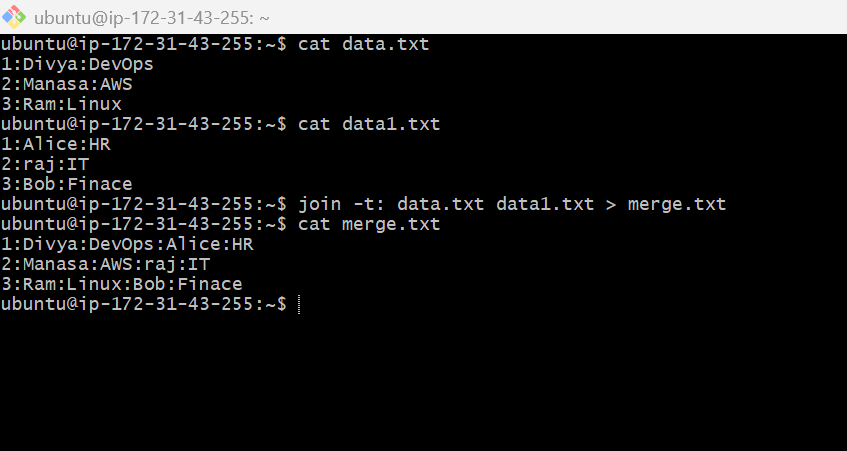 ubuntu@ip-172-31-43-255: ~
ubuntu@ip-172-31-43-255:~$ cat data.txt
1:Divya:DevOps
2:Manasa:AWS
3:Ram:Linux
ubuntu@ip-172-31-43-255:~$ cat data1.txt
1:Alice:HR
2:raj:IT
3:Bob:Finace
ubuntu@ip-172-31-43-255:~$ join -t: data.txt data1.txt > merge.txt
ubuntu@ip-172-31-43-255:~$ cat merge.txt
1:Divya:DevOps:Alice:HR
2:Manasa:AWS:raj:IT
3:Ram:Linux:Bob:Finace
ubuntu@ip-172-31-43-255:~$